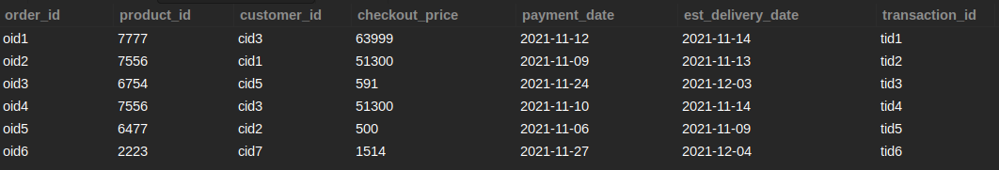 order_id product_id customer_id checkout_price payment_date est_delivery_date transaction_id
oid1 7777 cid3 63999 2021-11-12 2021-11-14 tid1
oid2 7556 cid1 51300 2021-11-09 2021-11-13 tid2
oid3 6754 cid5 591 2021-11-24 2021-12-03 tid3
oid4 7556 cid3 51300 2021-11-10 2021-11-14 tid4
oid5 6477 cid2 500 2021-11-06 2021-11-09 tid5
oid6 2223 cid7 1514 2021-11-27 2021-12-04 tid6